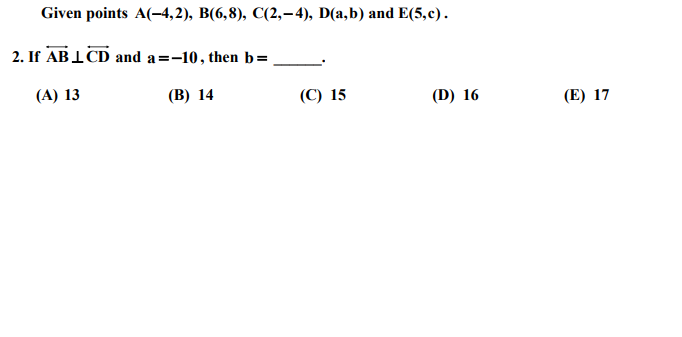 Given points A(−4,2), B(6,8), C(2,−4), D(a,b) and E(5,c).
2. If \overleftrightarrow{AB} ⊥ \overleftrightarrow{CD} and a=−10, then b= ______.
(A) 13 (B) 14 (C) 15 (D) 16 (E) 17